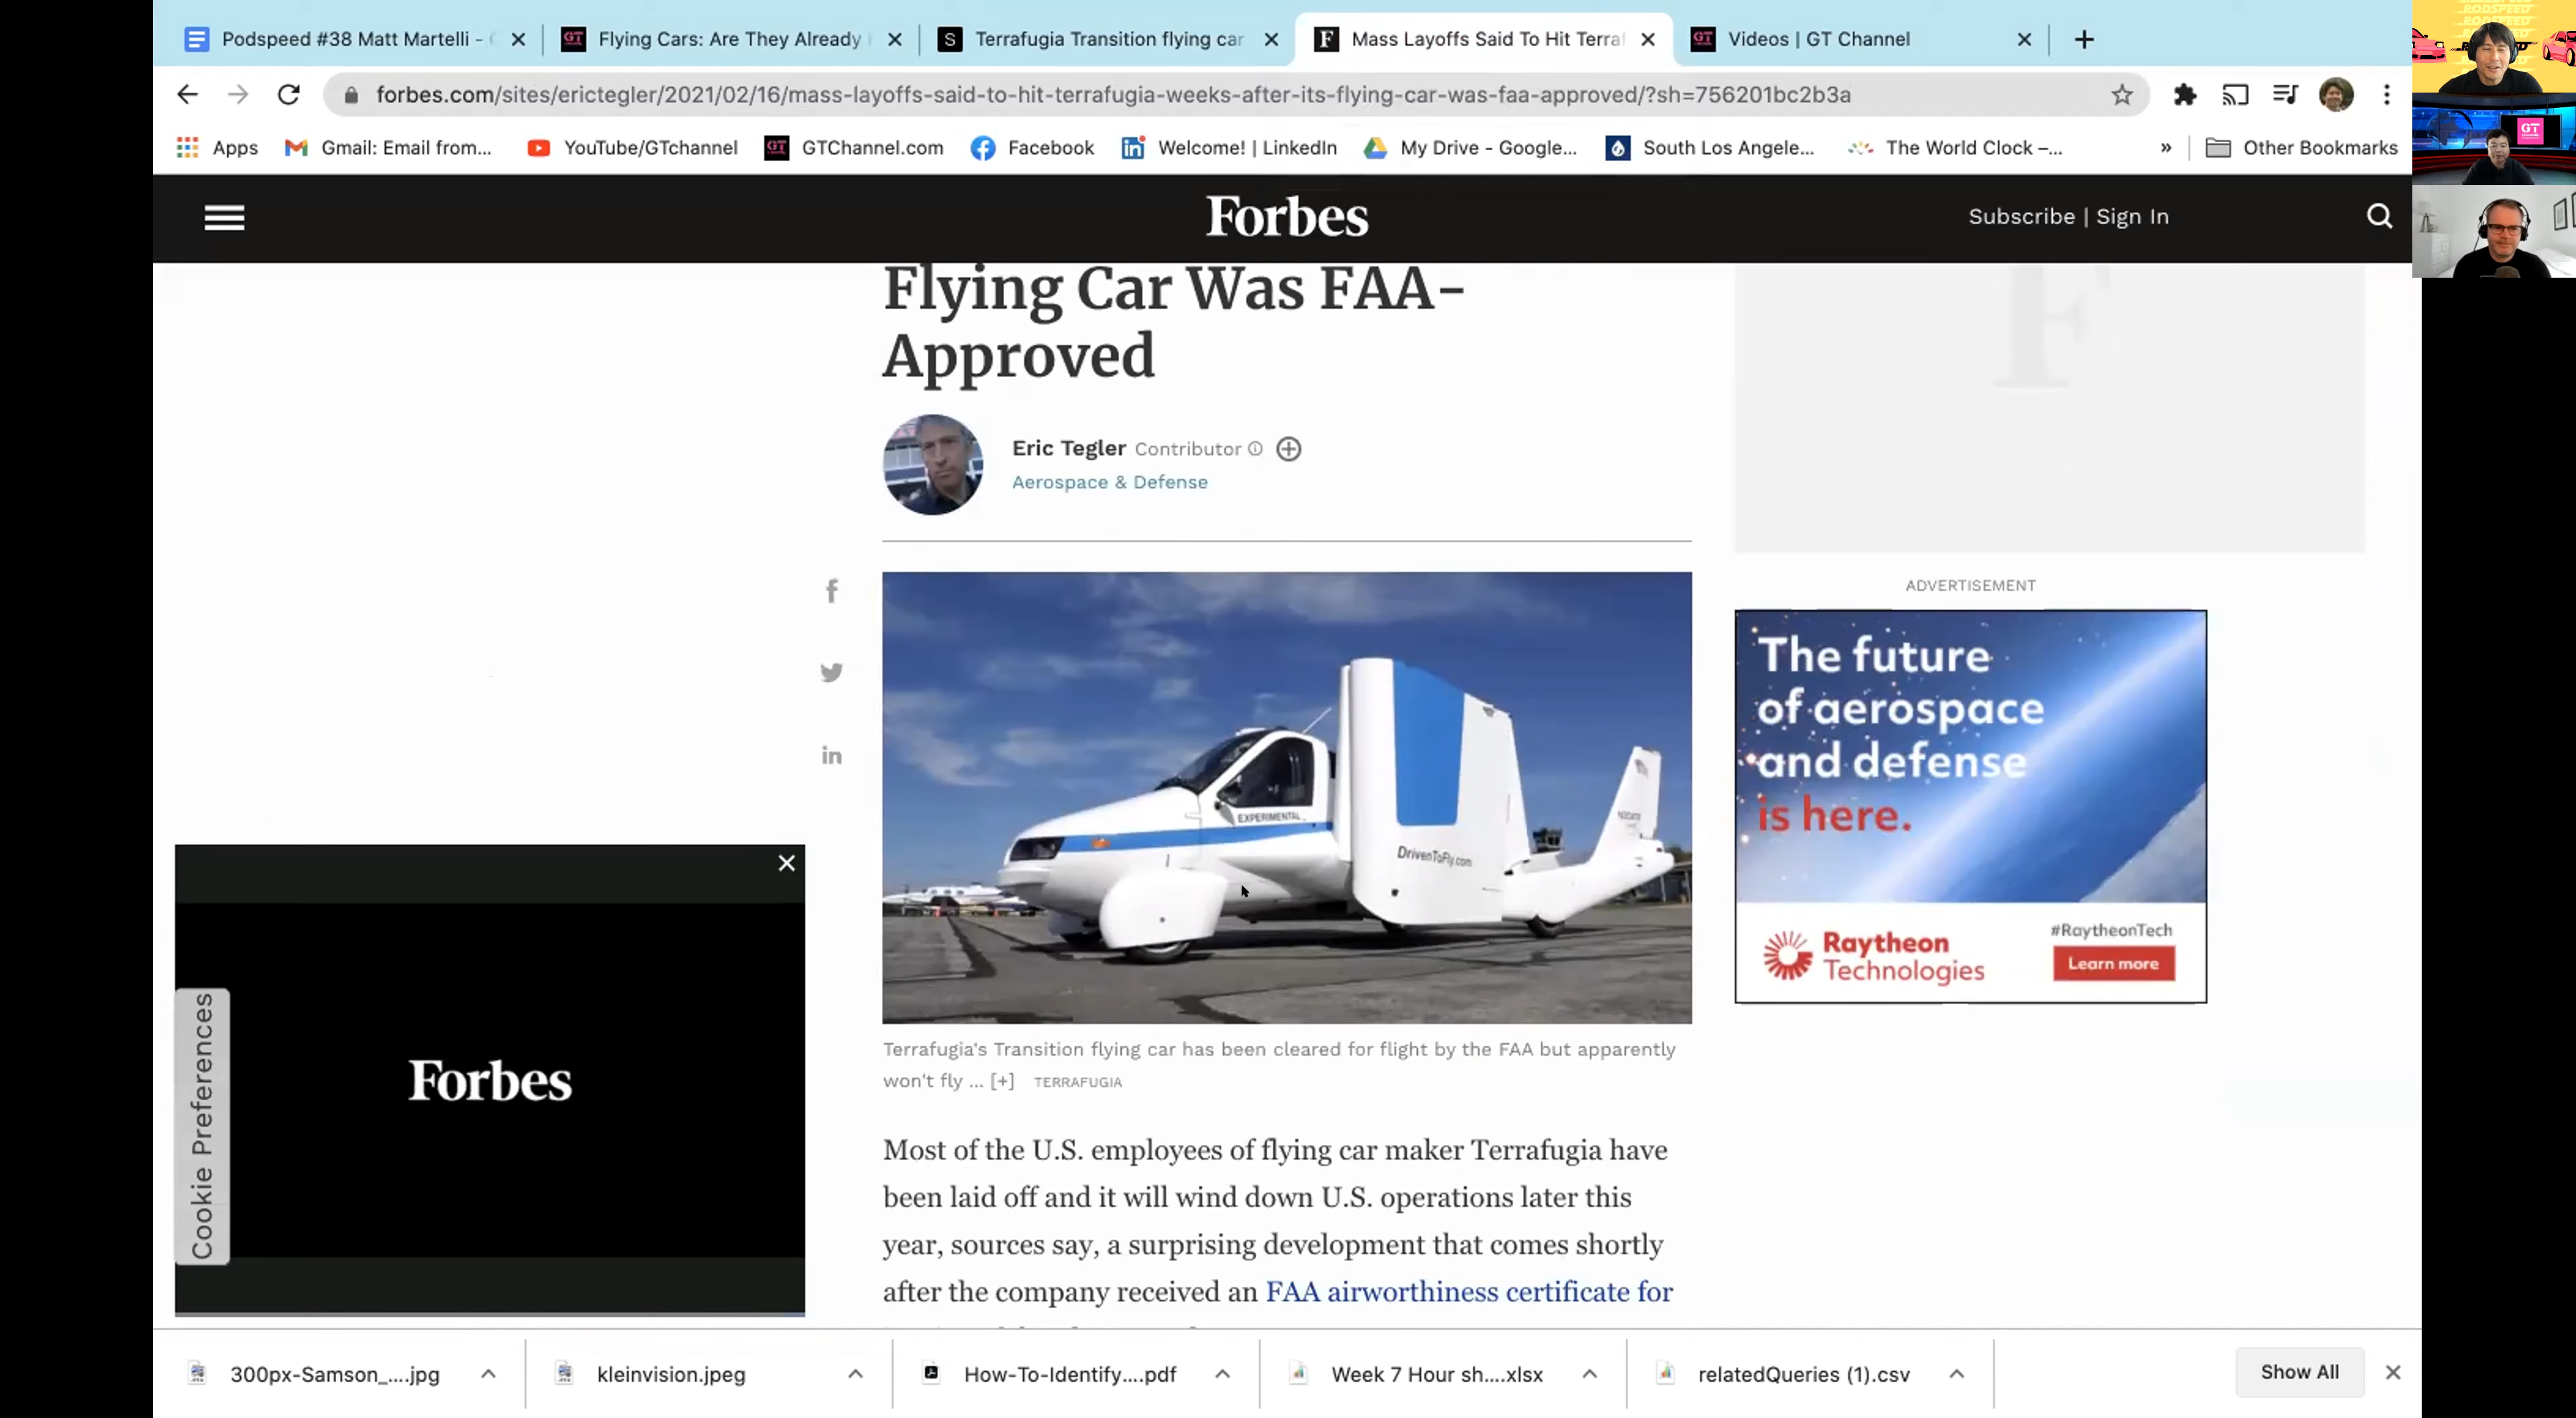 Podspeed #38 Matt Martelli -
Flying Cars: Are They Already
Terrafugia Transition flying car
Mass Layoffs Said To Hit Terraf
Videos | GT Channel
forbes.com/sites/erictegler/2021/02/16/mass-layoffs-said-to-hit-terrafugia-weeks-after-its-flying-car-was-faa-approved/?sh=756201bc2b3a
Apps
Gmail: Email from...
YouTube/GTchannel
GTChannel.com
Facebook
Welcome! | LinkedIn
My Drive - Google...
South Los Angele...
The World Clock –...
»
Other Bookmarks
PODSPEED
GT
Forbes
Subscribe | Sign In
Flying Car Was FAA-
Approved
Eric Tegler Contributor
Aerospace & Defense
EXPERIMENTAL
DrivenToFly.com
ADVERTISEMENT
The future
of aerospace
and defense
is here.
Raytheon
Technologies
#RaytheonTech
Learn more
Terrafugia's Transition flying car has been cleared for flight by the FAA but apparently
won't fly ... [+] TERRAFUGIA
Most of the U.S. employees of flying car maker Terrafugia have
been laid off and it will wind down U.S. operations later this
year, sources say, a surprising development that comes shortly
after the company received an FAA airworthiness certificate for
Cookie Preferences
Forbes
300px-Samson_....jpg
kleinvision.jpeg
How-To-Identify....pdf
Week 7 Hour sh....xlsx
relatedQueries (1).csv
Show All